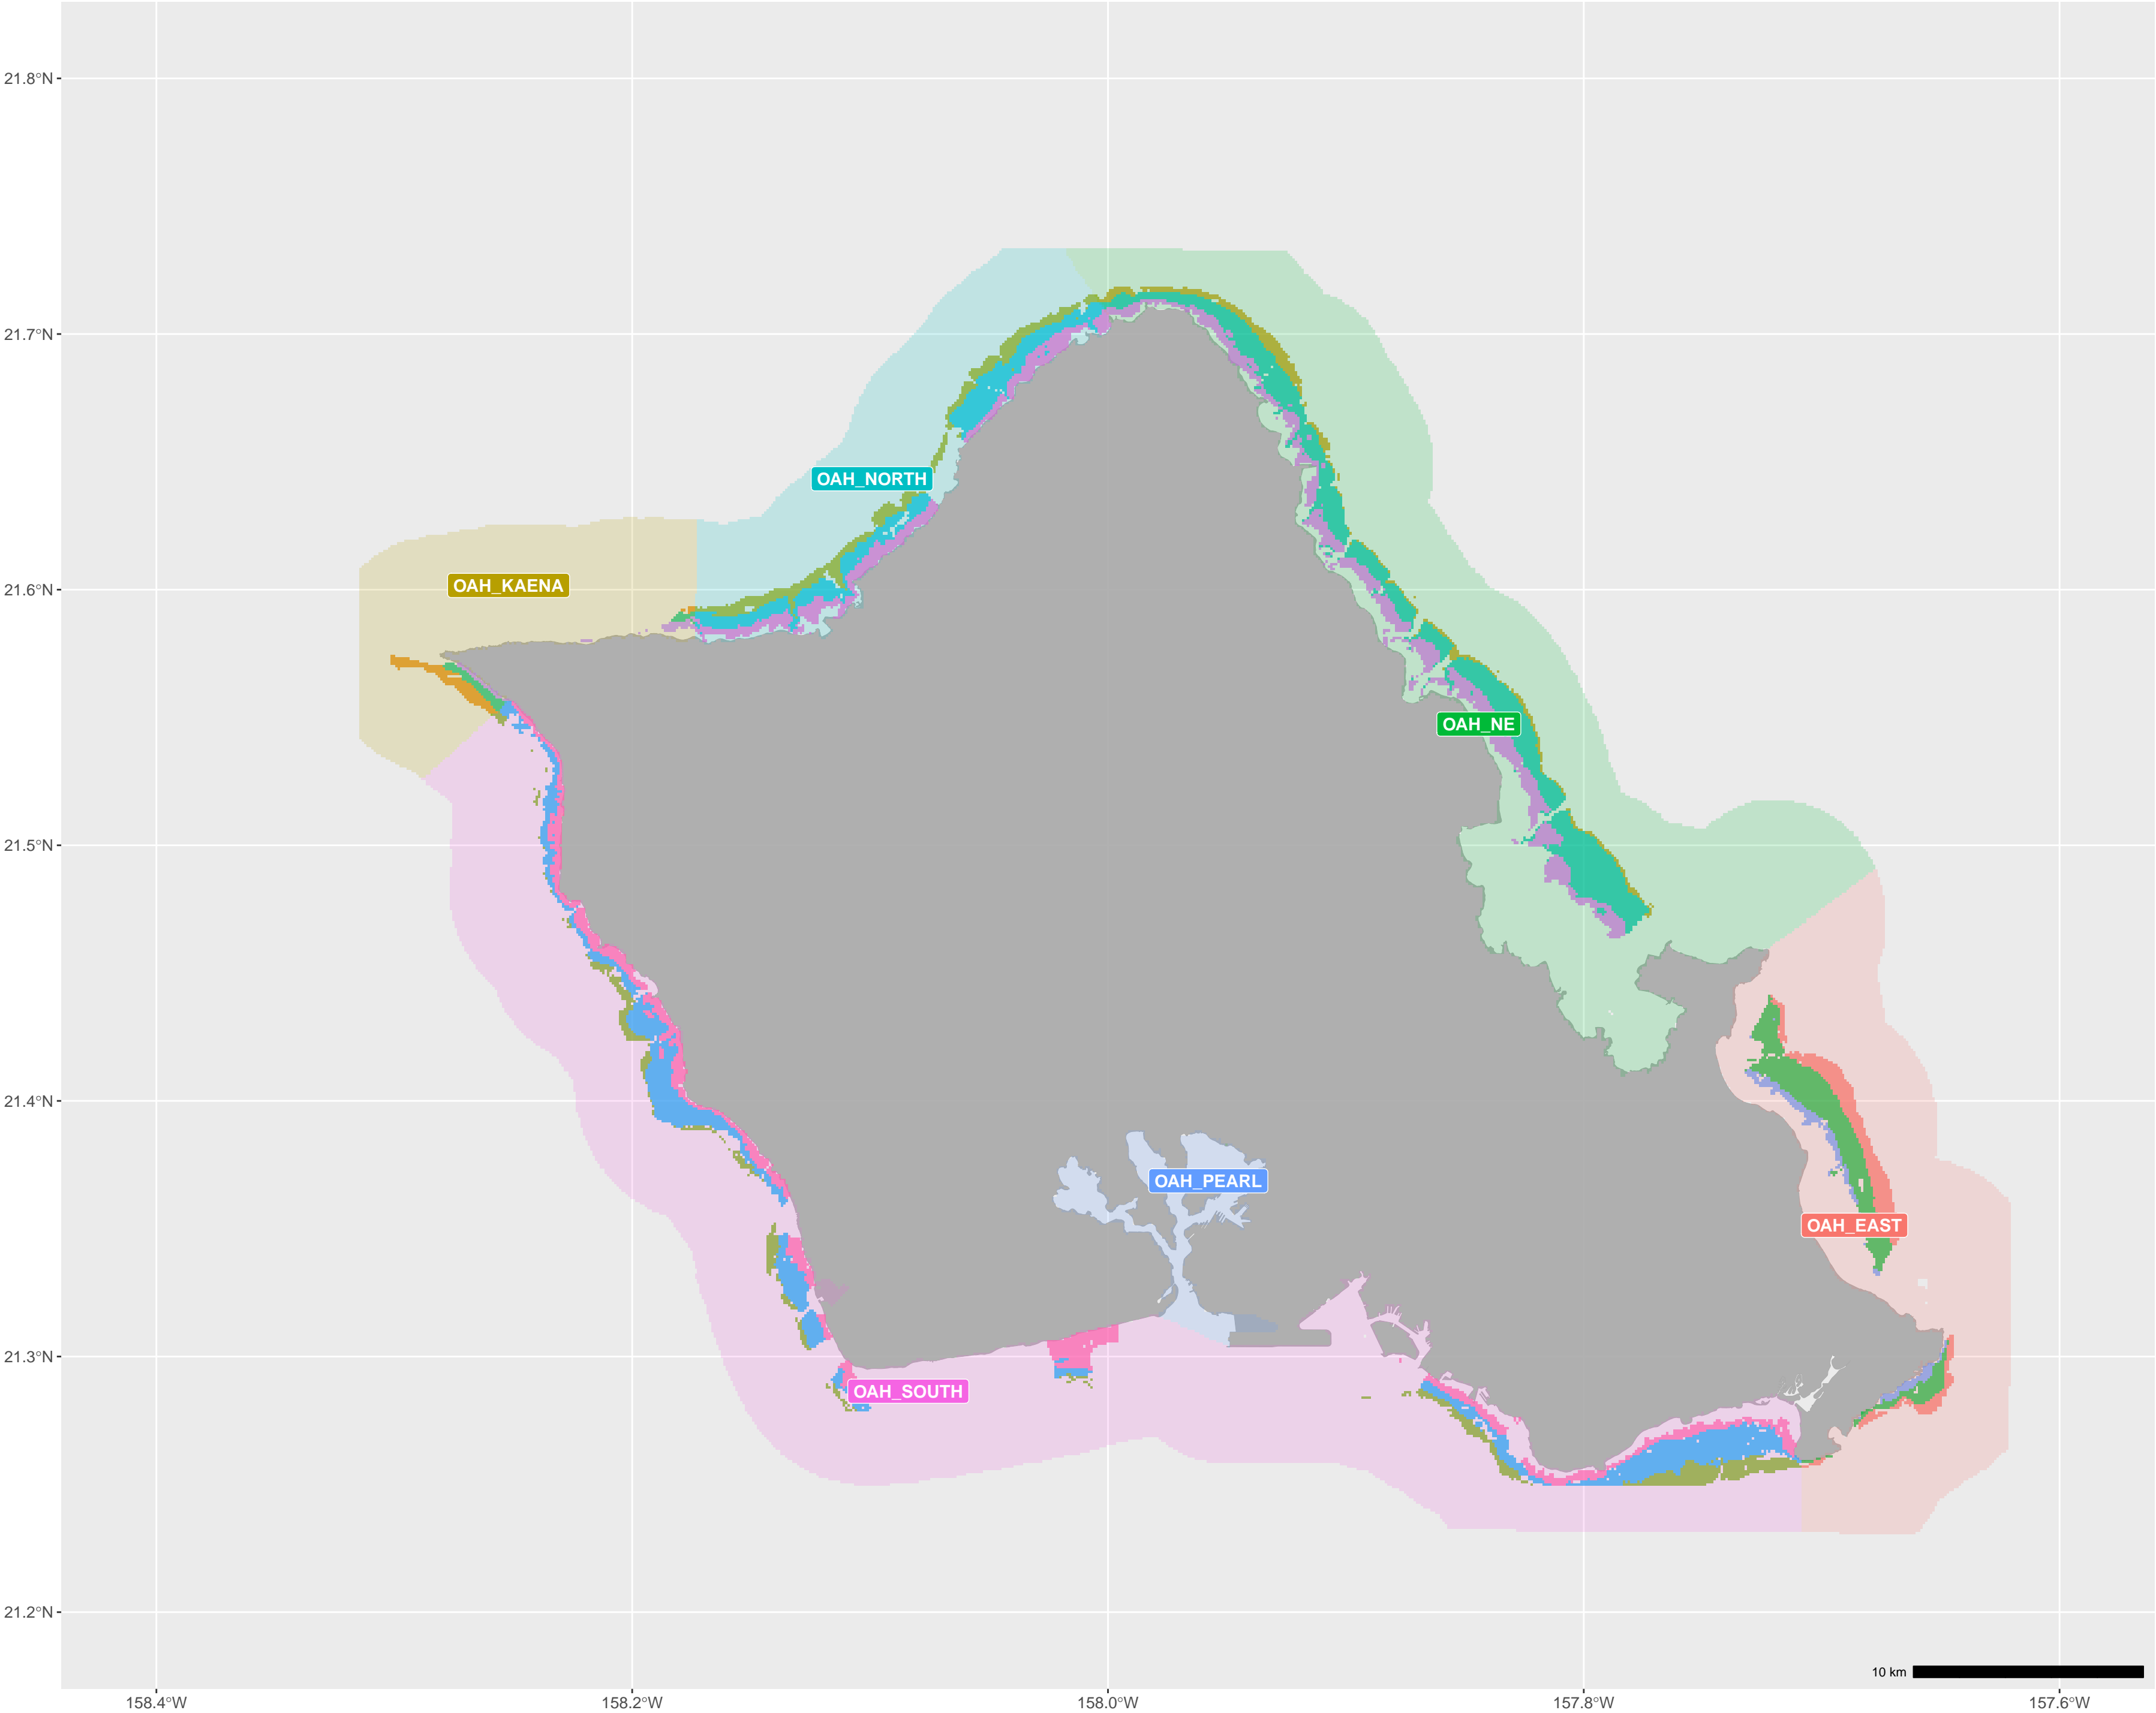 21.8°N
21.7°N
OAH_NORTH
21.6°N
OAH_KAENA
OAH_NE
21.5°N
21.4°N
OAH_PEARL
OAH_EAST
21.3°N
OAH_SOUTH
21.2°N
10 km
158.4°W
158.2°W
158.0°W
157.8°W
157.6°W